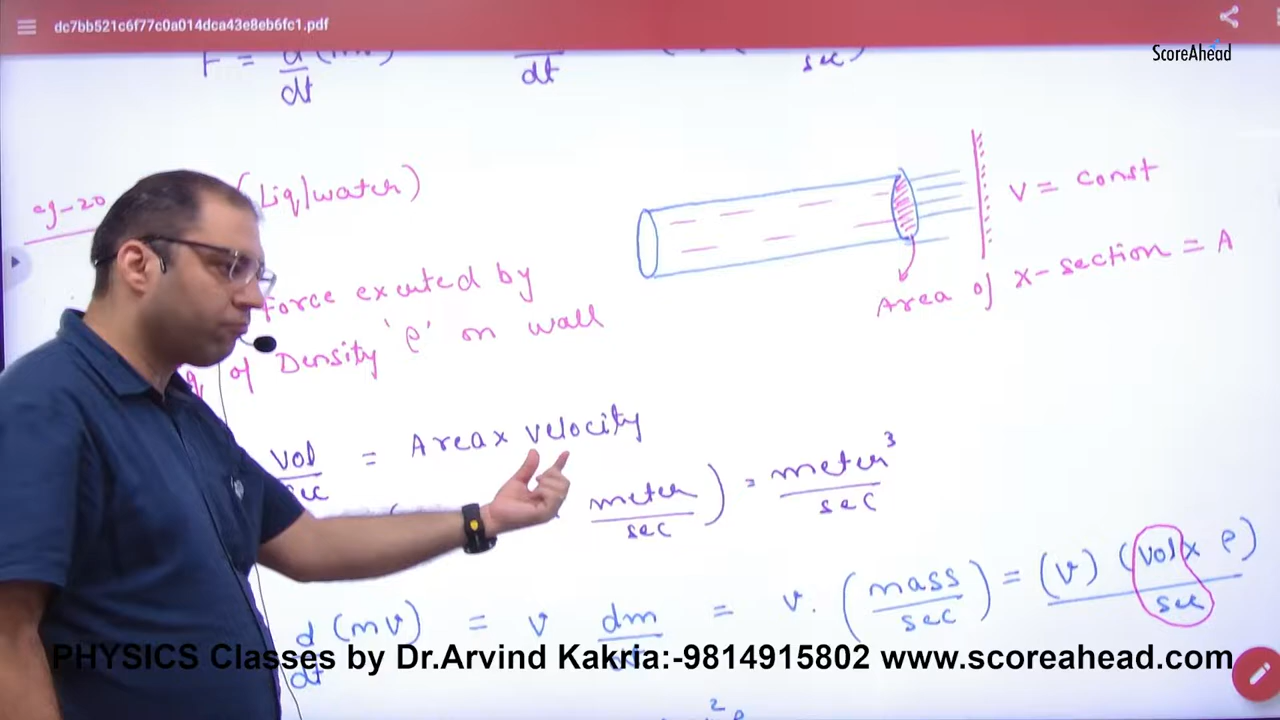 dc7bb521c6f77c0a014dca43e8eb6fc1.pdf
ScoreAhead
F = d/dt
dt
sec)
eg-20 (Liq/water)
V = const
Area of x-section = A
Force exerted by
of Density 'ρ' on wall
vol/sec = Area x velocity
meter/sec) = meter³/sec
d/dt (mv) = v dm = v. (mass/sec) = (v) (vol x ρ)/sec
PHYSICS Classes by Dr.Arvind Kakria:-9814915802 www.scoreahead.com